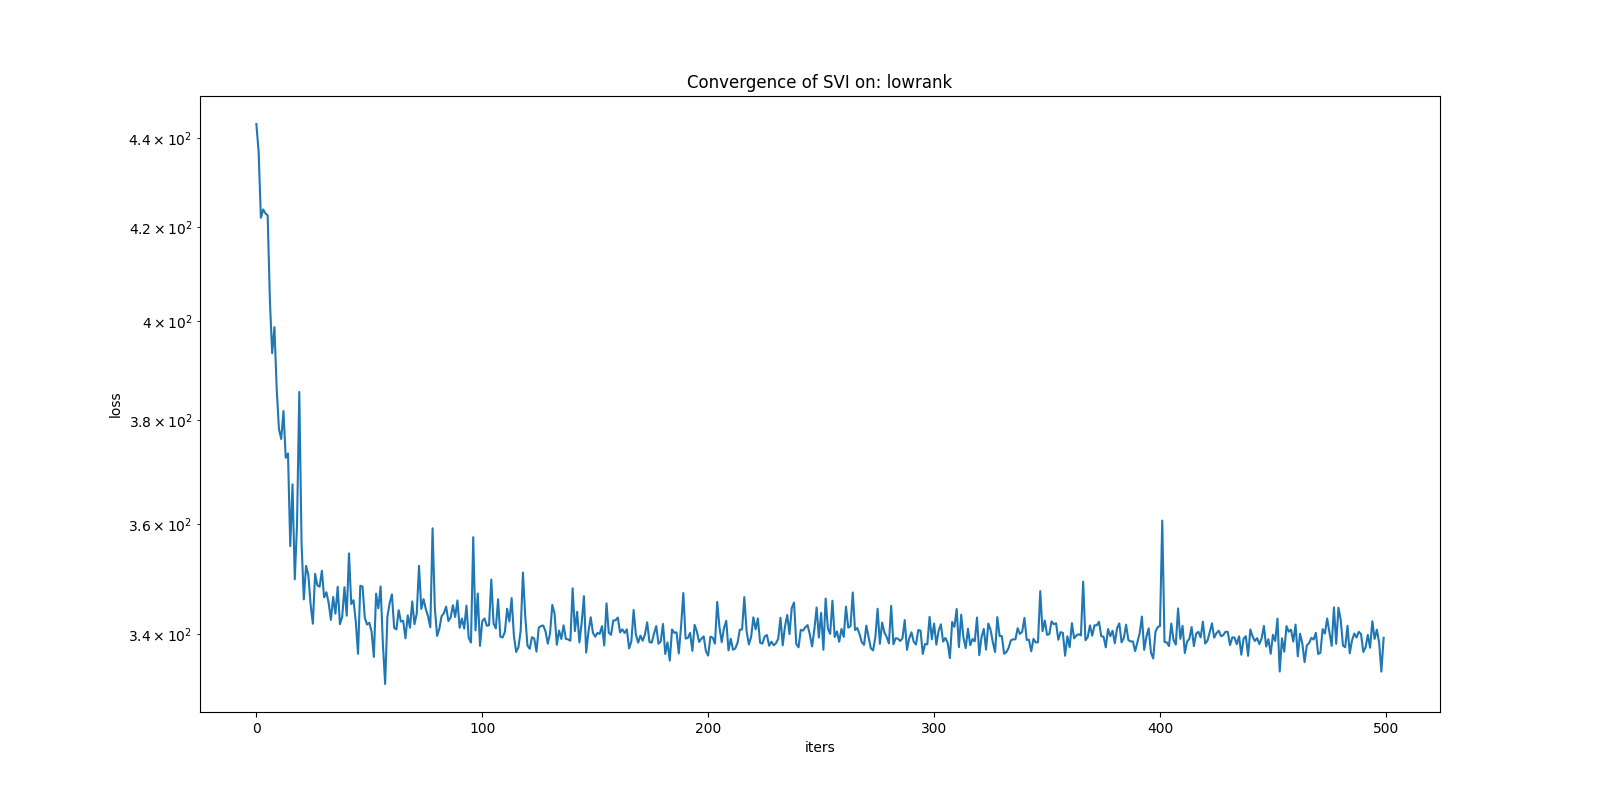 Convergence of SVI on: lowrank
4.4 × 10²
4.2 × 10²
4 × 10²
3.8 × 10²
3.6 × 10²
3.4 × 10²
loss
0 100 200 300 400 500
iters